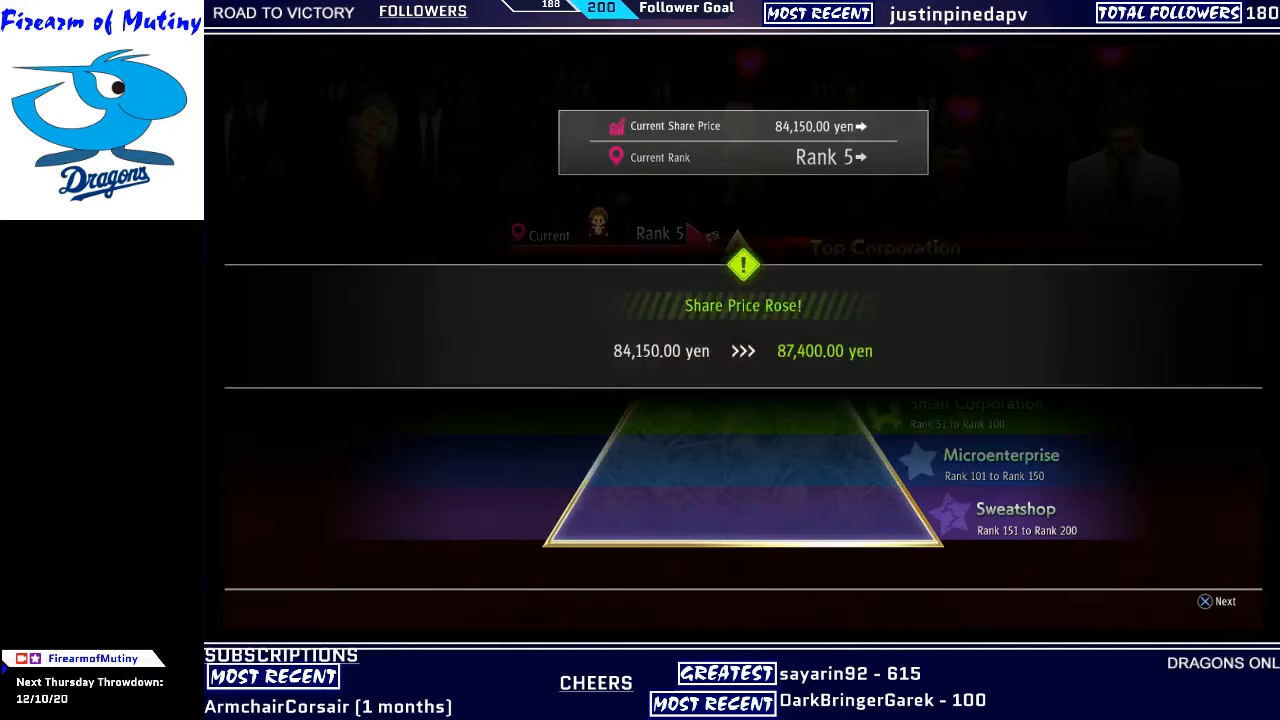 Firearm of Mutiny
Dragons
ROAD TO VICTORY
FOLLOWERS
188
200
Follower Goal
MOST RECENT
justinpinedapv
TOTAL FOLLOWERS
180
Current Share Price
84,150.00 yen
Current Rank
Rank 5
Current
Rank 5
Top Corporation
!
Share Price Rose!
84,150.00 yen >>> 87,400.00 yen
Small Corporation
Rank 51 to Rank 100
Microenterprise
Rank 101 to Rank 150
Sweatshop
Rank 151 to Rank 200
Next
FirearmofMutiny
Next Thursday Throwdown:
12/10/20
SUBSCRIPTIONS
MOST RECENT
ArmchairCorsair (1 months)
CHEERS
GREATEST
sayarin92 - 615
MOST RECENT
DarkBringerGarek - 100
DRAGONS ONL